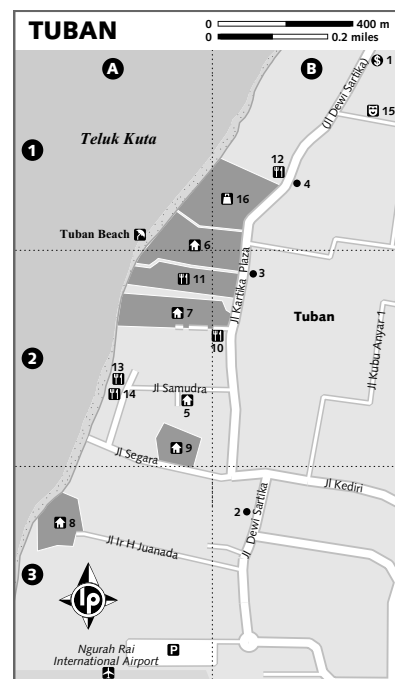 TUBAN
0 400 m
0 0.2 miles
A
B
1
(Jl Dewi Sartika)
15
1
Teluk Kuta
12
4
16
Tuban Beach
6
3
11
Jl Kartika Plaza
7
Tuban
10
2
Jl Kubu Anyar 1
13
Jl Samudra
14
5
9
Jl Segara
Jl Kediri
8
2
Jl Dewi Sartika
Jl Ir H Juanada
3
lp
P
Ngurah Rai
International Airport